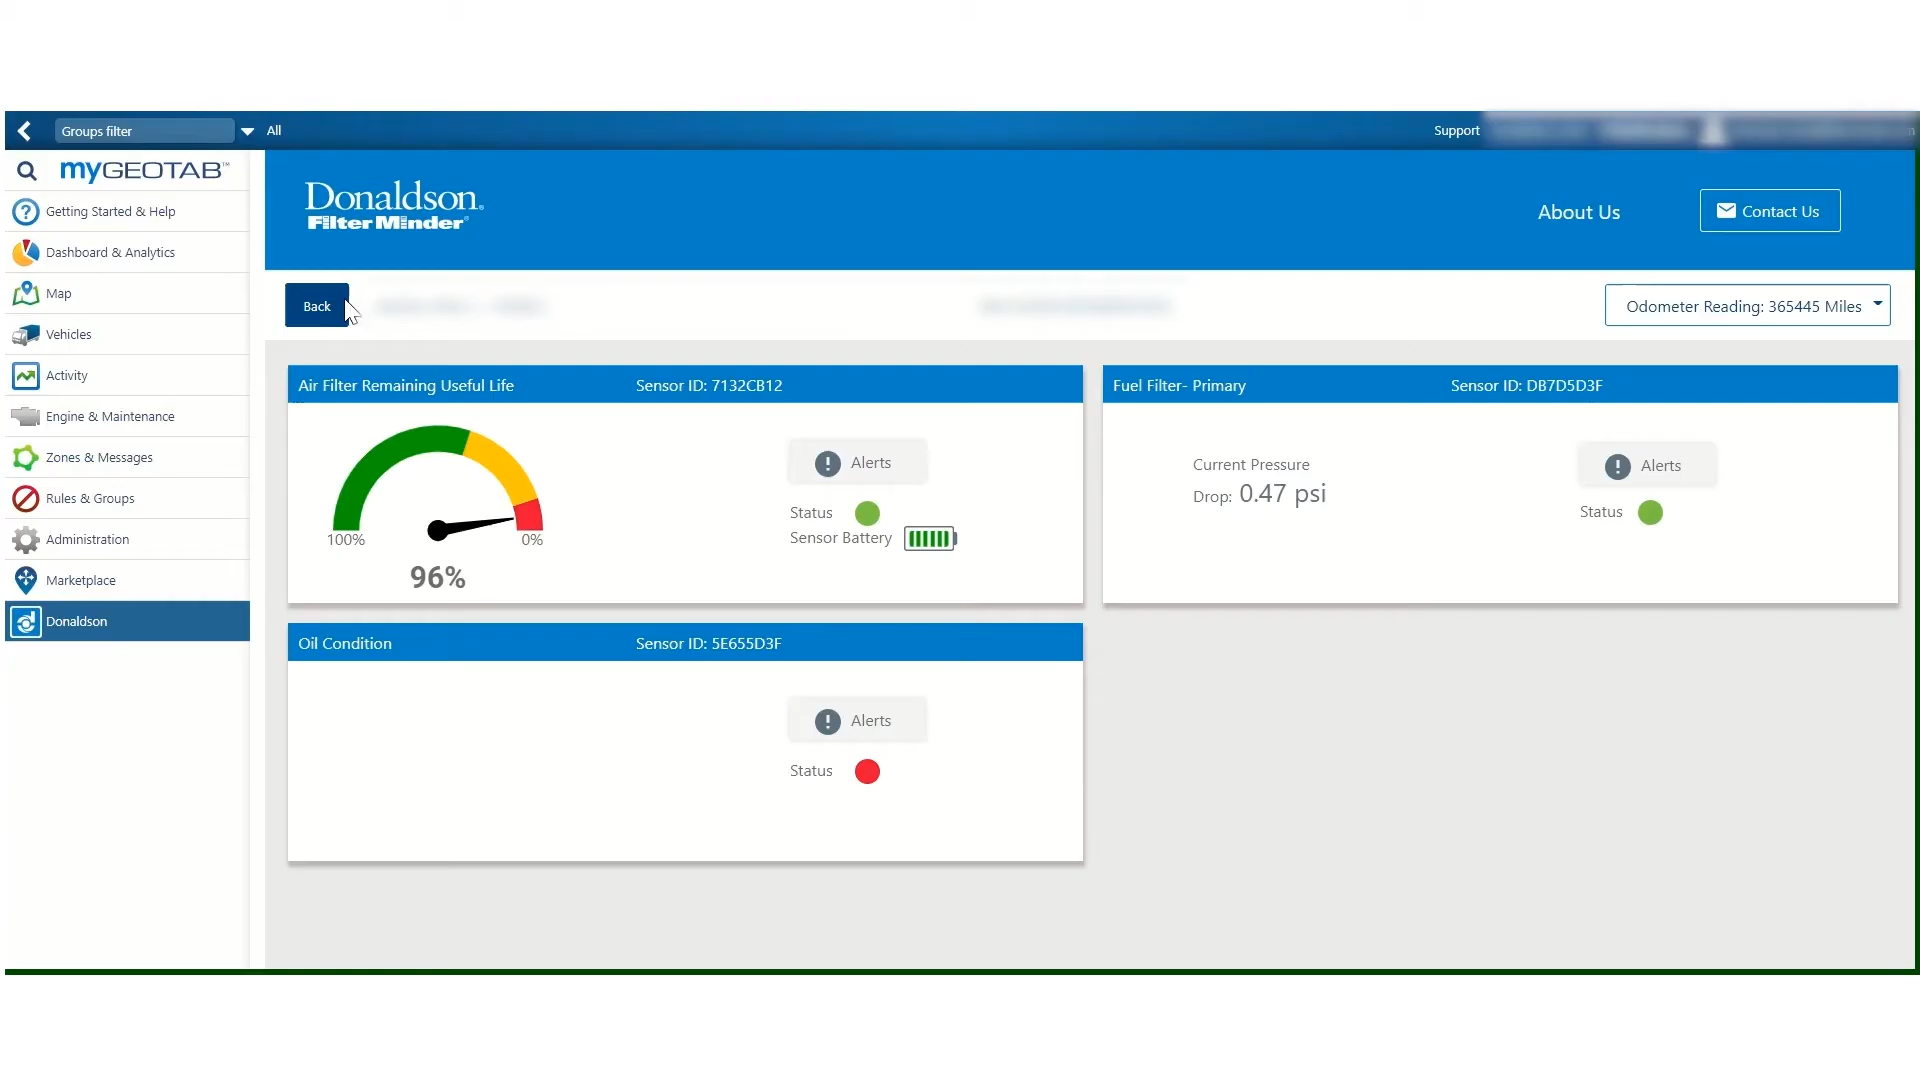 Groups filter All Support
myGEOTAB™
Getting Started & Help
Dashboard & Analytics
Map
Vehicles
Activity
Engine & Maintenance
Zones & Messages
Rules & Groups
Administration
Marketplace
Donaldson
Donaldson®
Filter Minder®
About Us
Contact Us
Back
Odometer Reading: 365445 Miles
Air Filter Remaining Useful Life Sensor ID: 7132CB12
100% 0%
96%
Alerts
Status
Sensor Battery
Fuel Filter- Primary Sensor ID: DB7D5D3F
Current Pressure
Drop: 0.47 psi
Alerts
Status
Oil Condition Sensor ID: 5E655D3F
Alerts
Status